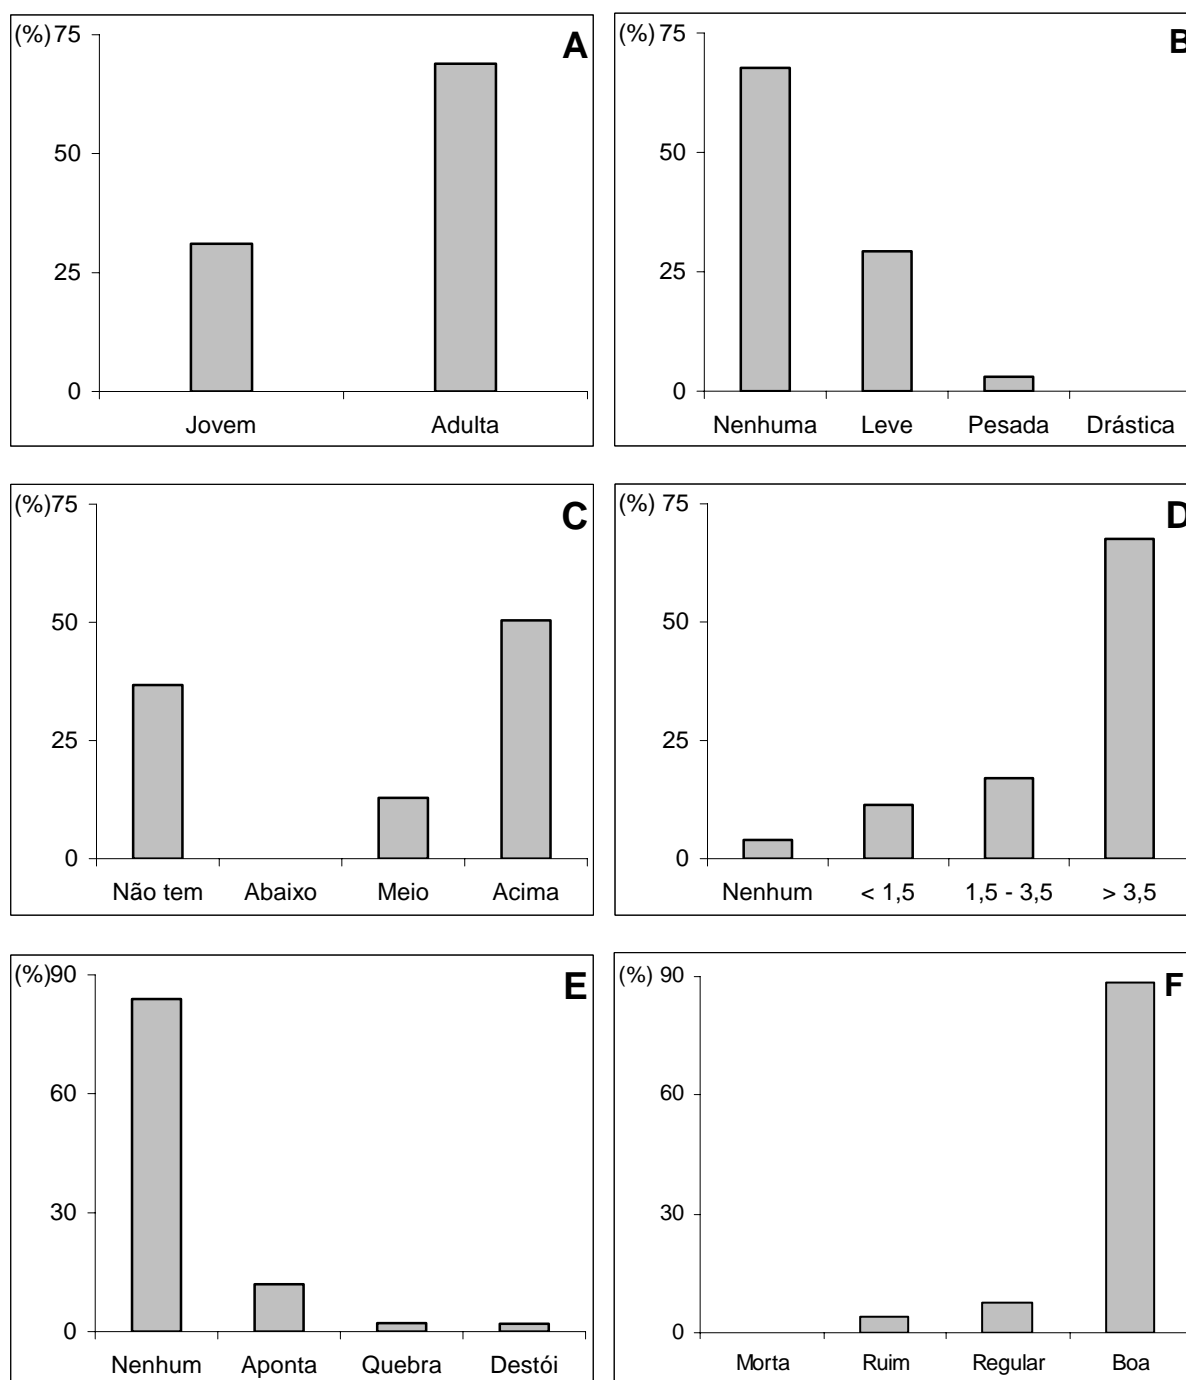 (%)75 A
50
25
0
Jovem Adulta
(%) 75 B
50
25
0
Nenhuma Leve Pesada Drástica
(%)75 C
50
25
0
Não tem Abaixo Meio Acima
(%) 75 D
50
25
0
Nenhum < 1,5 1,5 - 3,5 > 3,5
(%)90 E
60
30
0
Nenhum Aponta Quebra Destói
(%) 90 F
60
30
0
Morta Ruim Regular Boa